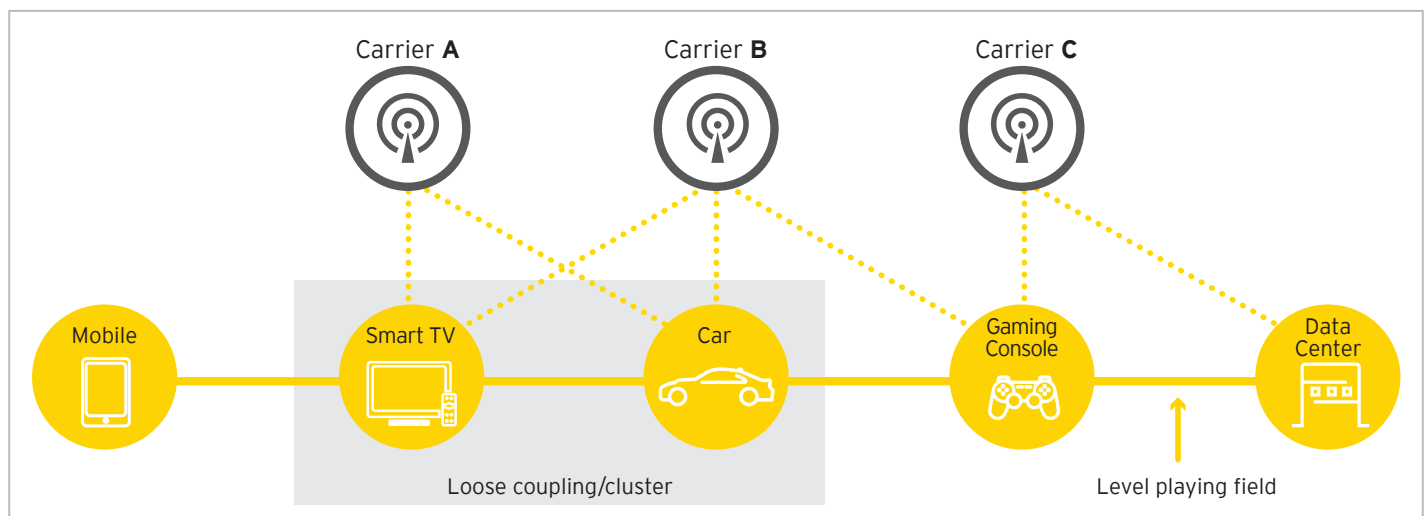 Carrier A
Carrier B
Carrier C
Mobile
Smart TV
Car
Gaming
Console
Data
Center
Loose coupling/cluster
Level playing field